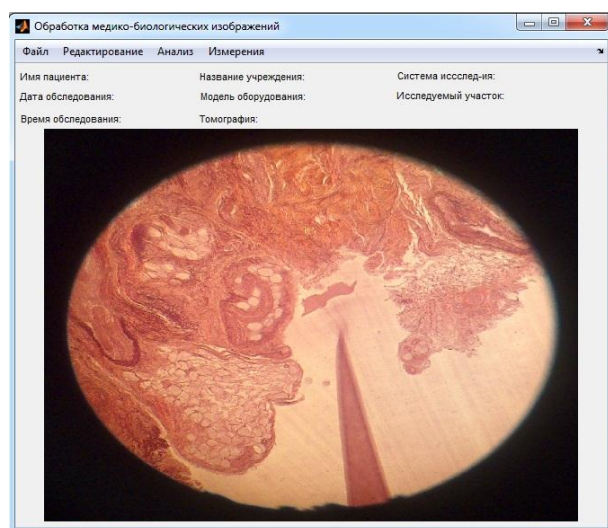 Обработка медико-биологических изображений
Файл Редактирование Анализ Измерения
Имя пациента: Название учреждения: Система иссслед-ия:
Дата обследования: Модель оборудования: Исследуемый участок:
Время обследования: Томография: